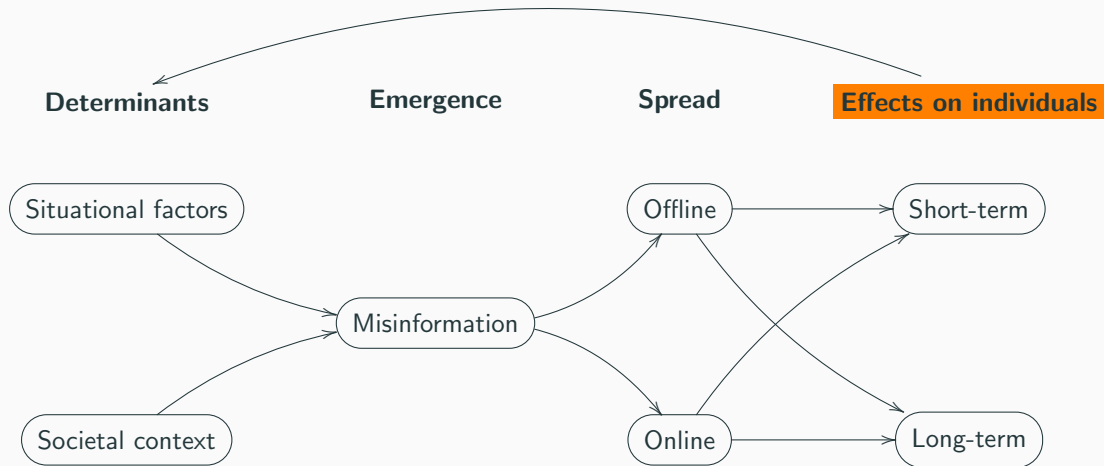 Determinants
Emergence
Spread
Effects on individuals
Situational factors
Offline
Short-term
Misinformation
Societal context
Online
Long-term